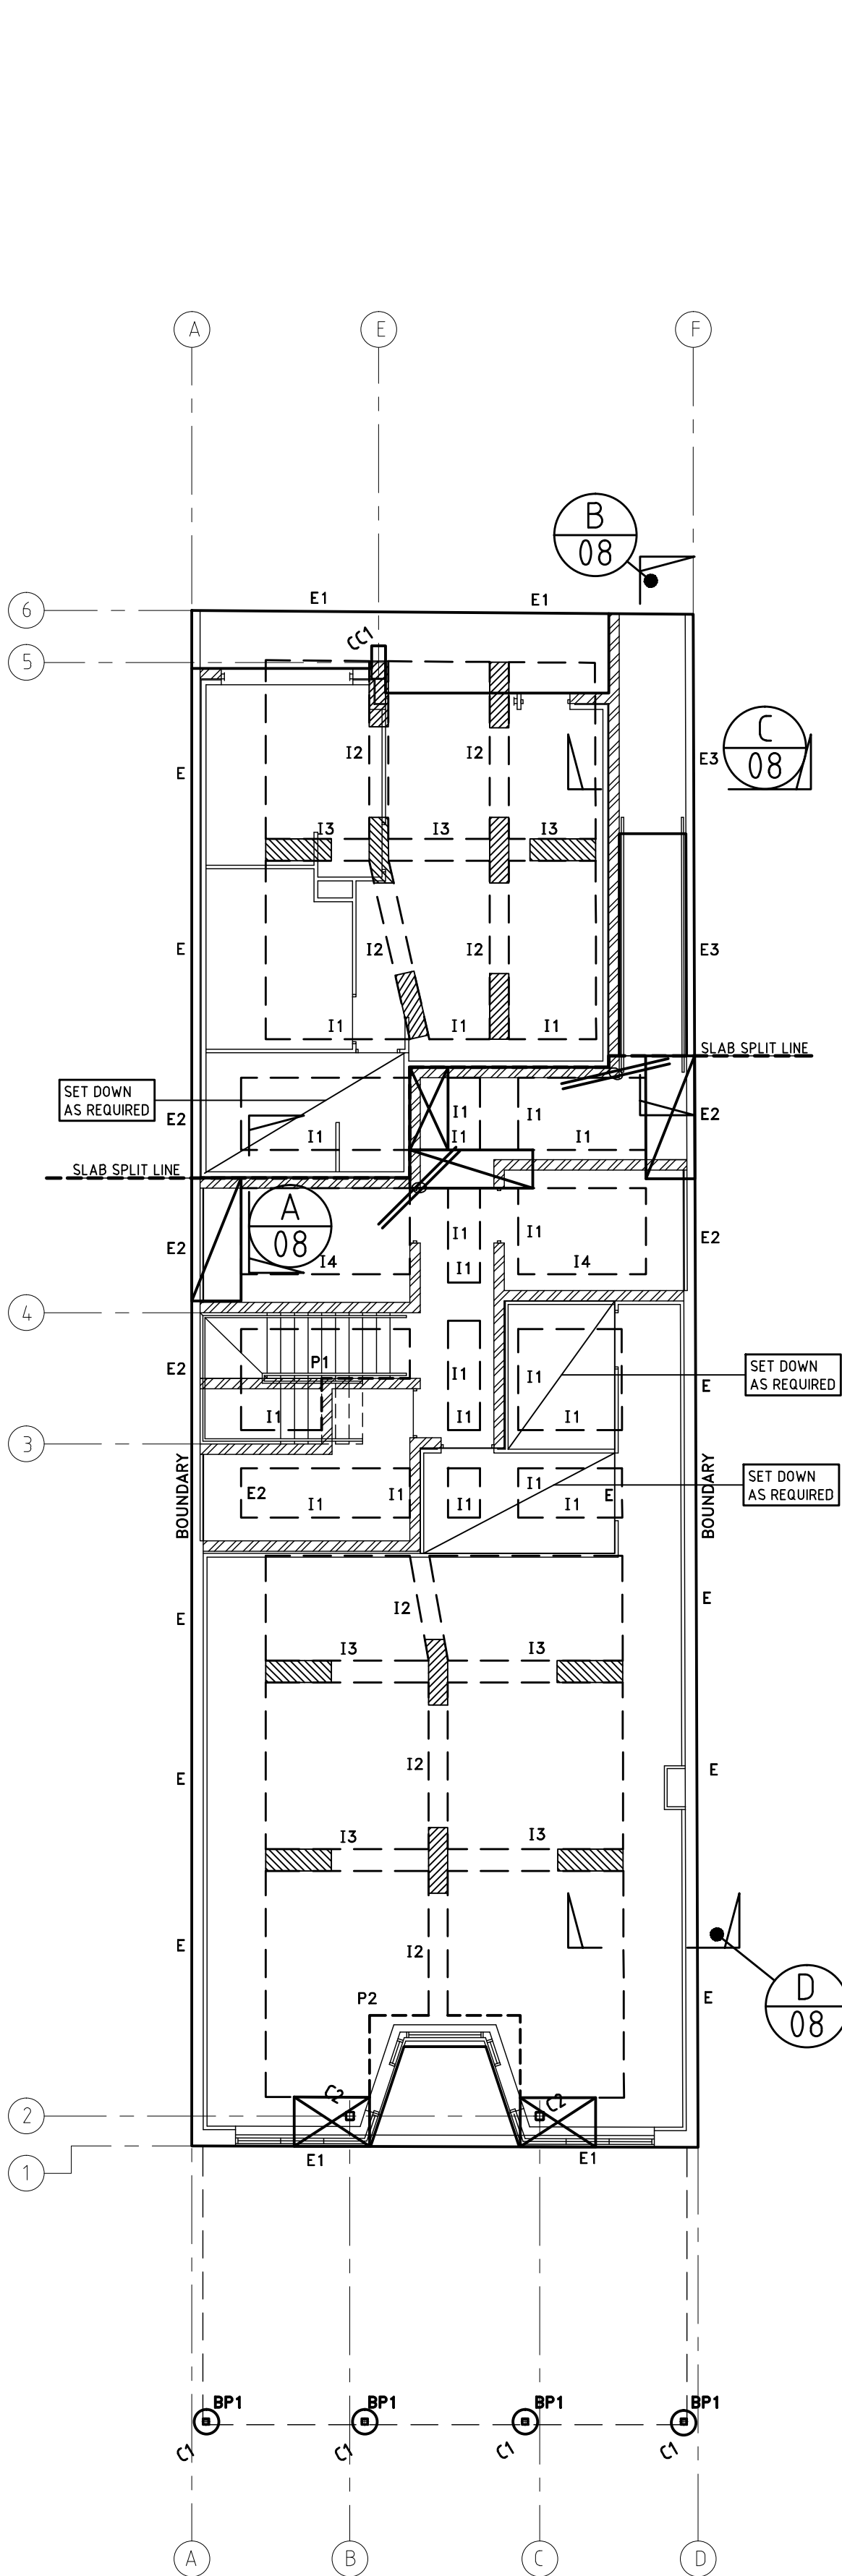 A
E
F
B
08
6
E1
E1
5
CC1
C
08
E
I2
I2
E3
I3
I3
I3
E
I2
I2
E3
I1
I1
I1
SLAB SPLIT LINE
SET DOWN
AS REQUIRED
E2
I1
I1
I1
I1
I1
E2
SLAB SPLIT LINE
A
08
E2
I1
I1
E2
I4
I1
I4
4
P1
E2
I1
I1
SET DOWN
AS REQUIRED
E
I1
I1
I1
3
BOUNDARY
BOUNDARY
SET DOWN
AS REQUIRED
E2
I1
I1
I1
I1
E
I1
E
I2
E
I3
I3
I2
E
E
I3
I3
E
I2
P2
E
D
08
C2
C2
2
1
E1
E1
BP1
BP1
BP1
BP1
C1
C1
C1
C1
A
B
C
D